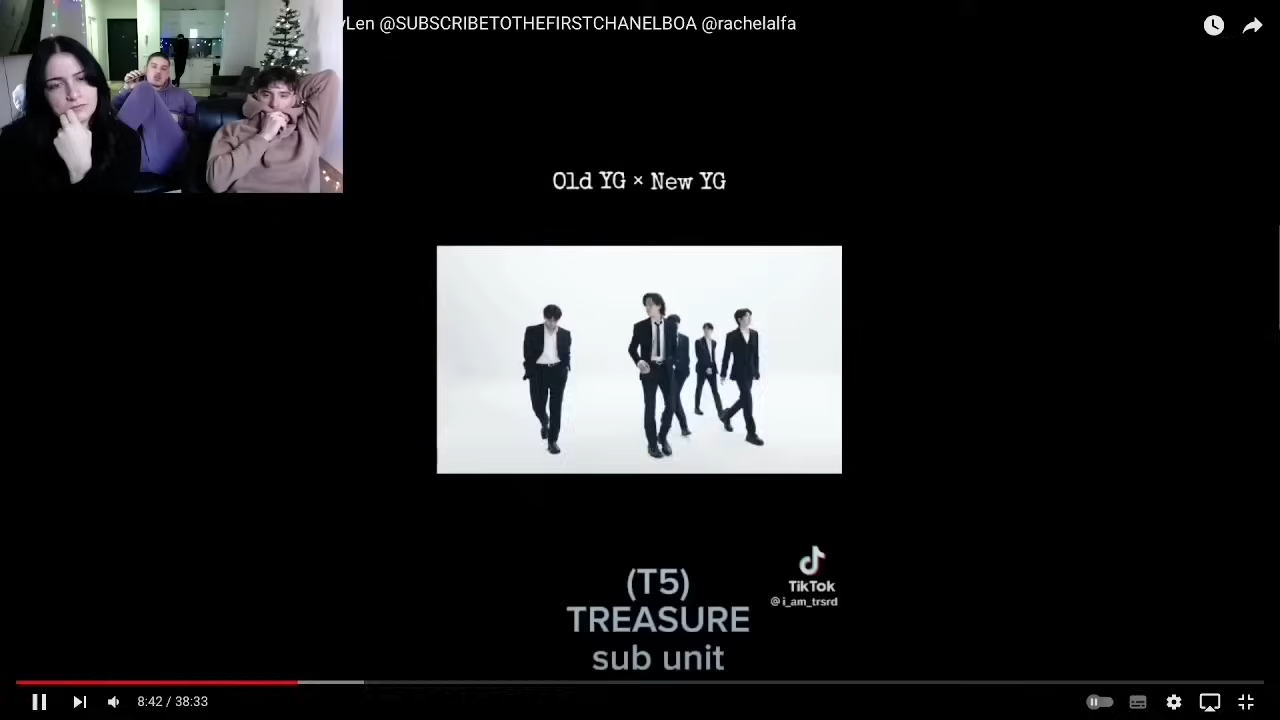 yLen @SUBSCRIBETOTHEFIRSTCHANELBOA @rachelalfa
Old YG × New YG
TikTok
@i_am_trsrd
(T5)
TREASURE
sub unit
8:42 / 38:33